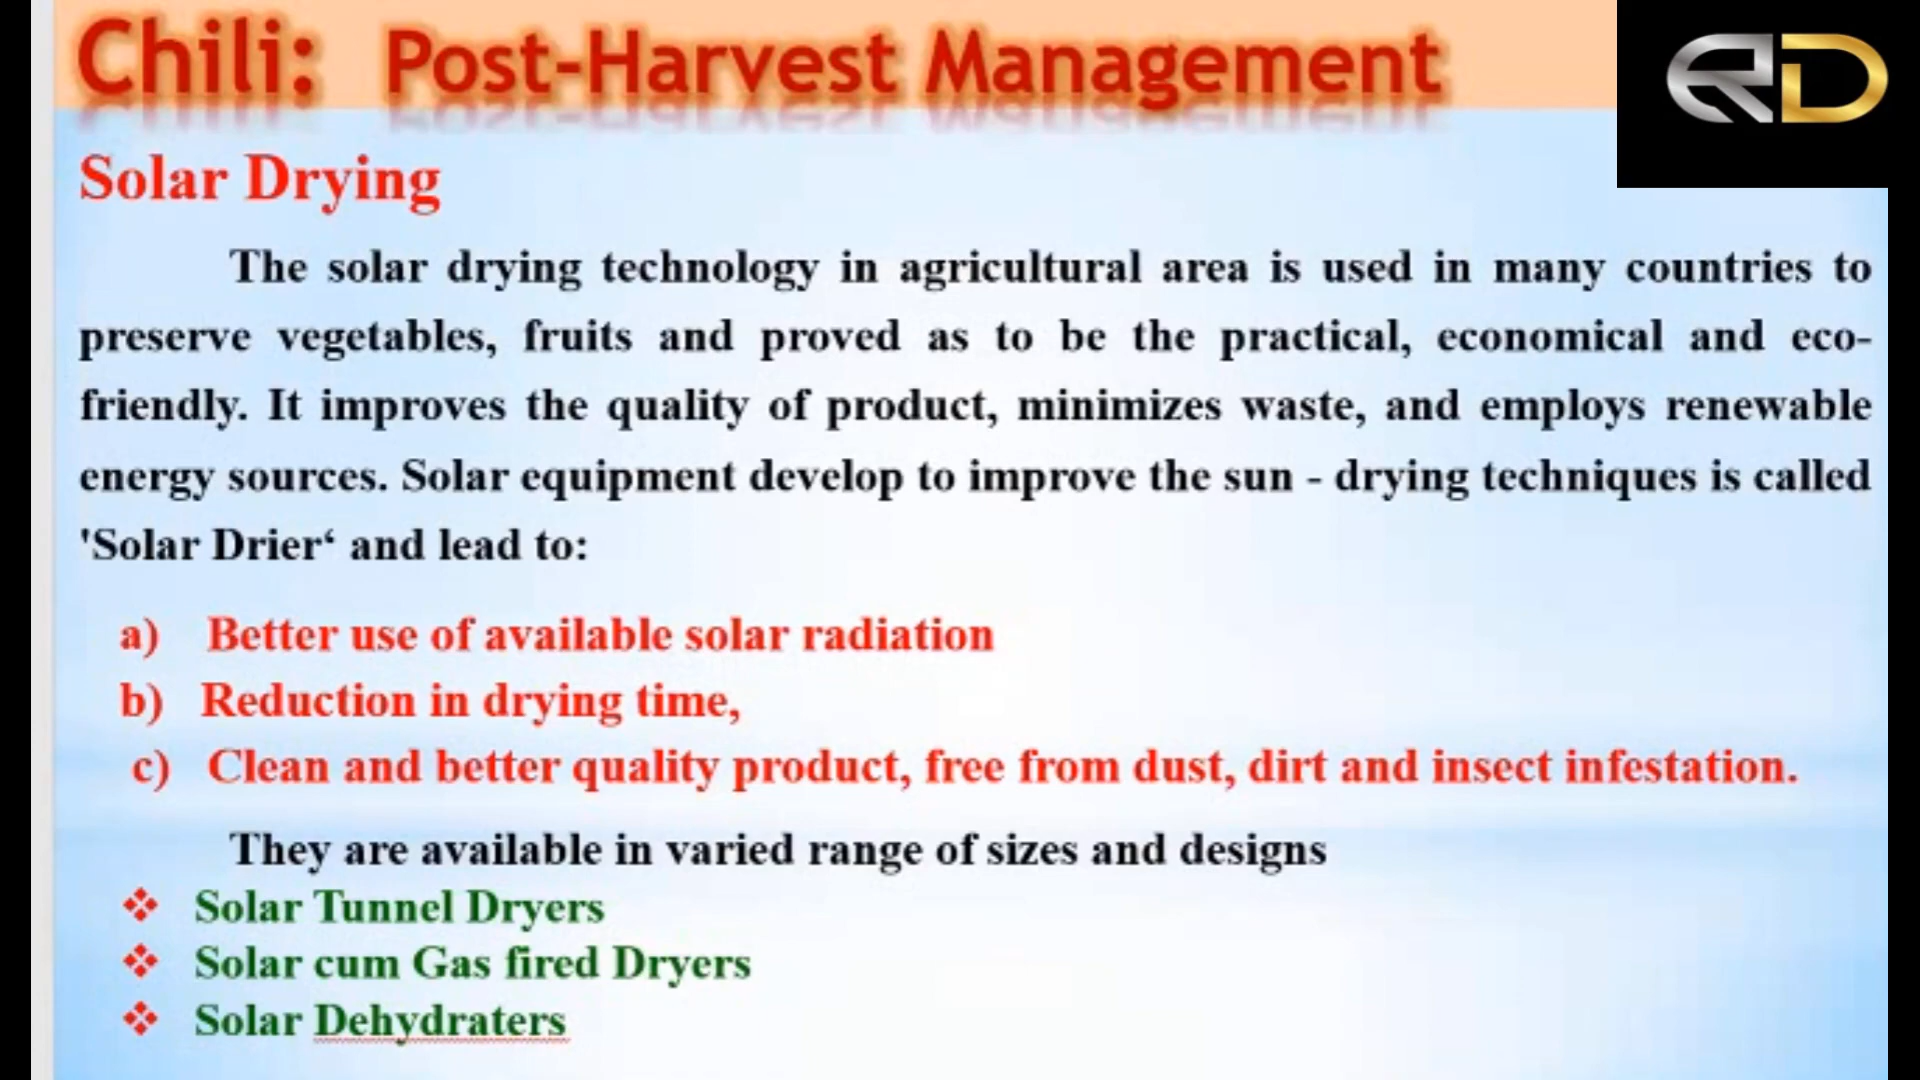 Chili: Post-Harvest Management
RD
Solar Drying
The solar drying technology in agricultural area is used in many countries to
preserve vegetables, fruits and proved as to be the practical, economical and eco-
friendly. It improves the quality of product, minimizes waste, and employs renewable
energy sources. Solar equipment develop to improve the sun - drying techniques is called
'Solar Drier‘ and lead to:
a) Better use of available solar radiation
b) Reduction in drying time,
c) Clean and better quality product, free from dust, dirt and insect infestation.
They are available in varied range of sizes and designs
❖ Solar Tunnel Dryers
❖ Solar cum Gas fired Dryers
❖ Solar Dehydraters